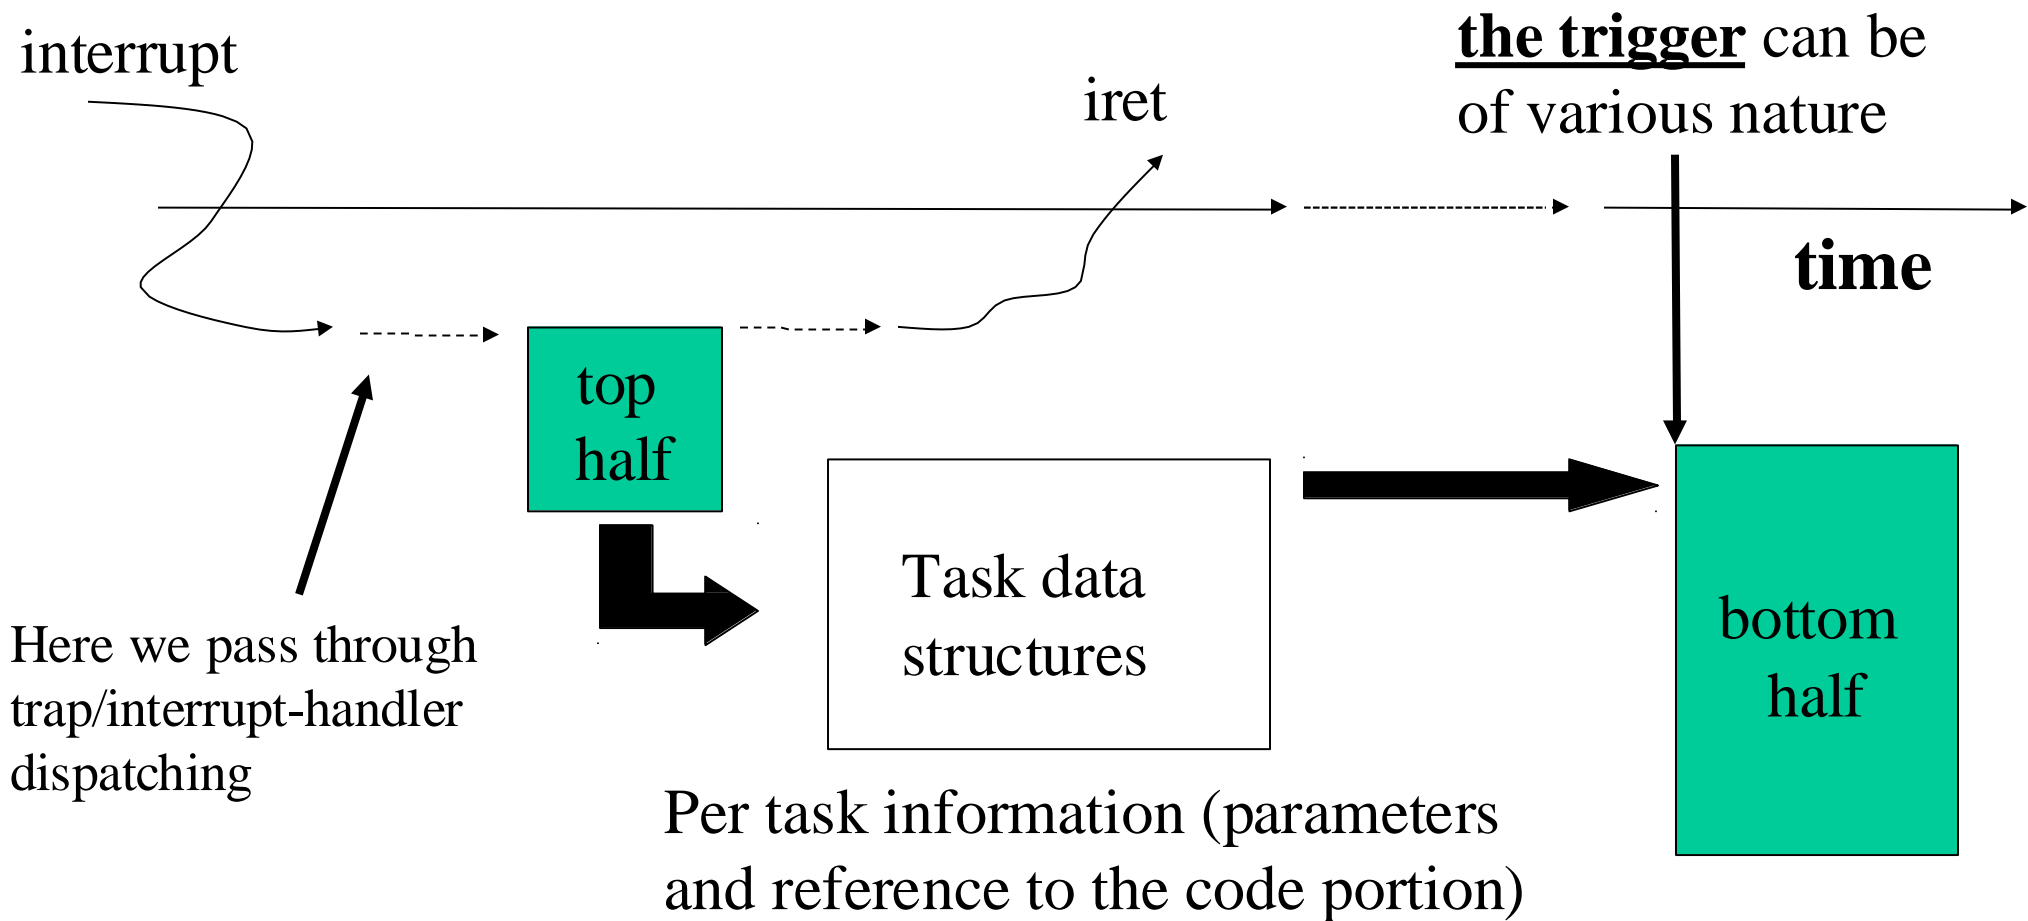 interrupt
iret
the trigger can be
of various nature
time
top
half
Task data
structures
bottom
half
Here we pass through
trap/interrupt-handler
dispatching
Per task information (parameters
and reference to the code portion)